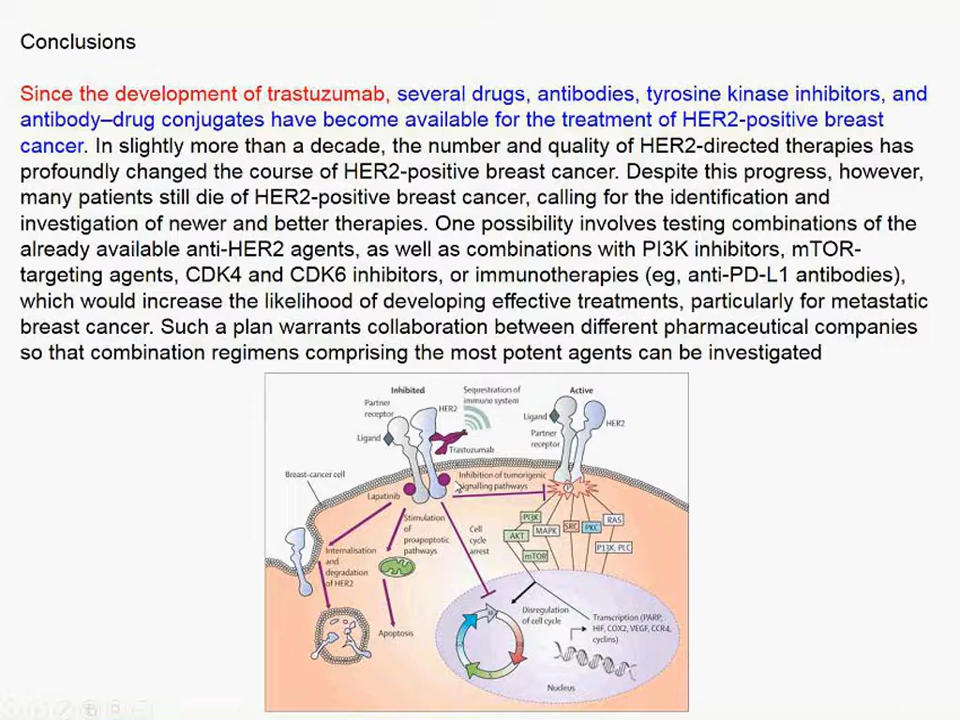 Conclusions
Since the development of trastuzumab, several drugs, antibodies, tyrosine kinase inhibitors, and
antibody–drug conjugates have become available for the treatment of HER2-positive breast
cancer. In slightly more than a decade, the number and quality of HER2-directed therapies has
profoundly changed the course of HER2-positive breast cancer. Despite this progress, however,
many patients still die of HER2-positive breast cancer, calling for the identification and
investigation of newer and better therapies. One possibility involves testing combinations of the
already available anti-HER2 agents, as well as combinations with PI3K inhibitors, mTOR-
targeting agents, CDK4 and CDK6 inhibitors, or immunotherapies (eg, anti-PD-L1 antibodies),
which would increase the likelihood of developing effective treatments, particularly for metastatic
breast cancer. Such a plan warrants collaboration between different pharmaceutical companies
so that combination regimens comprising the most potent agents can be investigated
Inhibited
Sequestration of
immune system
Active
Partner
receptor
HER2
Ligand
Trastuzumab
Ligand
HER2
Partner
receptor
Breast-cancer cell
Inhibition of tumorigenic
signalling pathways
Lapatinib
Stimulation
of
proapoptotic
pathways
Cell
cycle
arrest
PI3K
AKT
MAPK
SRC
PKC
RAS
mTOR
P13K, PLC
Internalisation
and
degradation
of HER2
Apoptosis
Disregulation
of cell cycle
Transcription (PARP,
HIF, COX2, VEGF, CCR4,
cyclins)
Nucleus